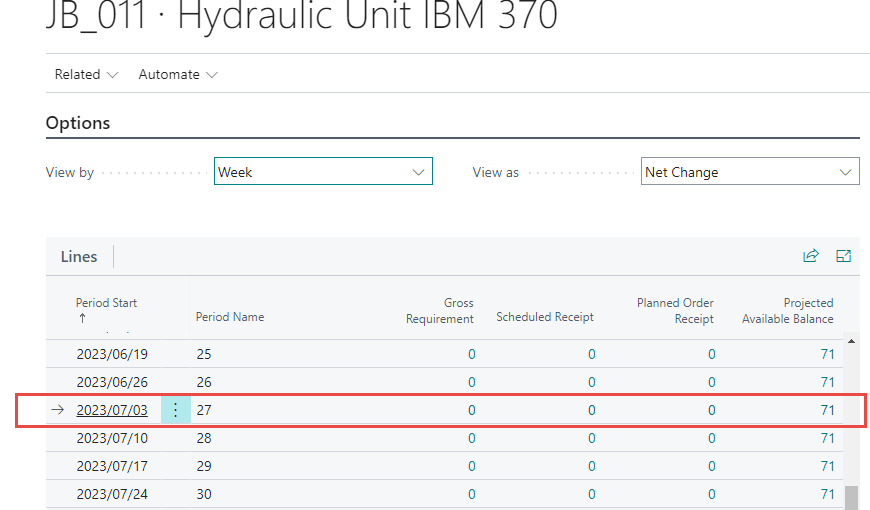 JB_011 · Hydraulic Unit IBM 370
Related Automate
Options
View by Week View as Net Change
Lines
Period Start Period Name Gross Requirement Scheduled Receipt Planned Order Receipt Projected Available Balance
2023/06/19 25 0 0 0 71
2023/06/26 26 0 0 0 71
2023/07/03 27 0 0 0 71
2023/07/10 28 0 0 0 71
2023/07/17 29 0 0 0 71
2023/07/24 30 0 0 0 71